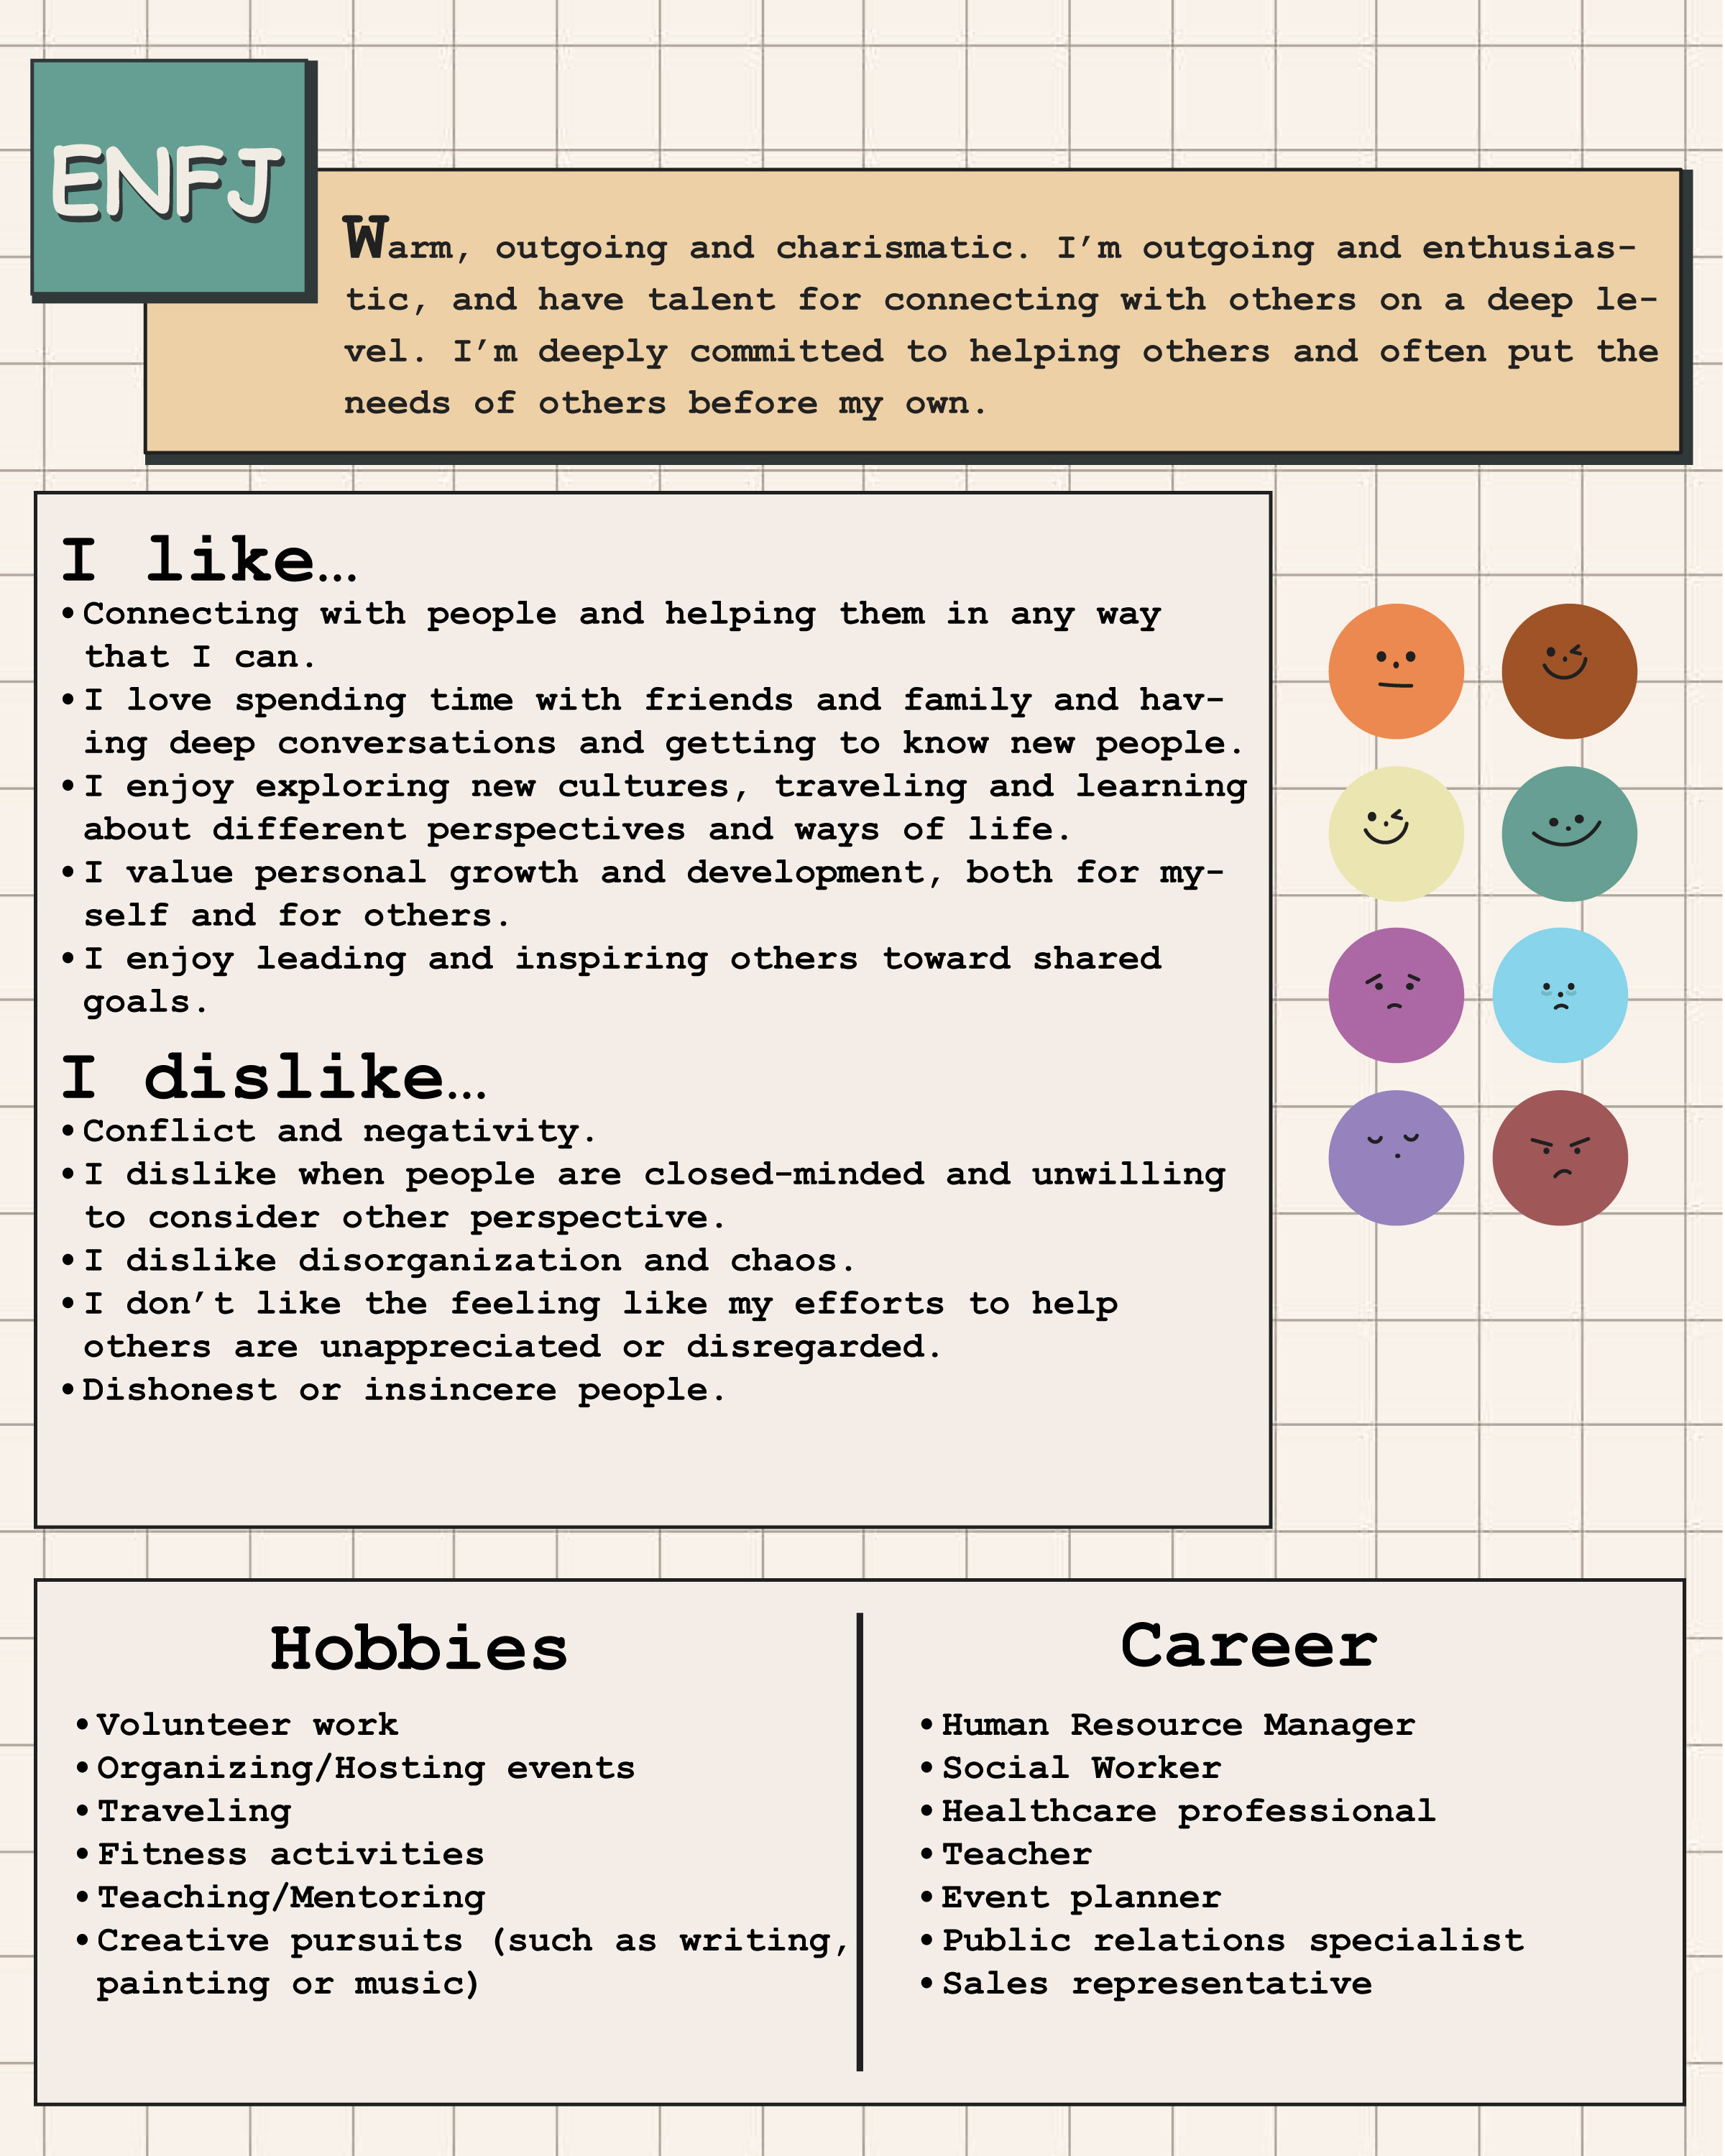 ENFJ
Warm, outgoing and charismatic. I’m outgoing and enthusias-
tic, and have talent for connecting with others on a deep le-
vel. I’m deeply committed to helping others and often put the
needs of others before my own.
I like…
•Connecting with people and helping them in any way
that I can.
•I love spending time with friends and family and hav-
ing deep conversations and getting to know new people.
•I enjoy exploring new cultures, traveling and learning
about different perspectives and ways of life.
•I value personal growth and development, both for my-
self and for others.
•I enjoy leading and inspiring others toward shared
goals.
I dislike…
•Conflict and negativity.
•I dislike when people are closed-minded and unwilling
to consider other perspective.
•I dislike disorganization and chaos.
•I don’t like the feeling like my efforts to help
others are unappreciated or disregarded.
•Dishonest or insincere people.
Hobbies
•Volunteer work
•Organizing/Hosting events
•Traveling
•Fitness activities
•Teaching/Mentoring
•Creative pursuits (such as writing,
painting or music)
Career
•Human Resource Manager
•Social Worker
•Healthcare professional
•Teacher
•Event planner
•Public relations specialist
•Sales representative